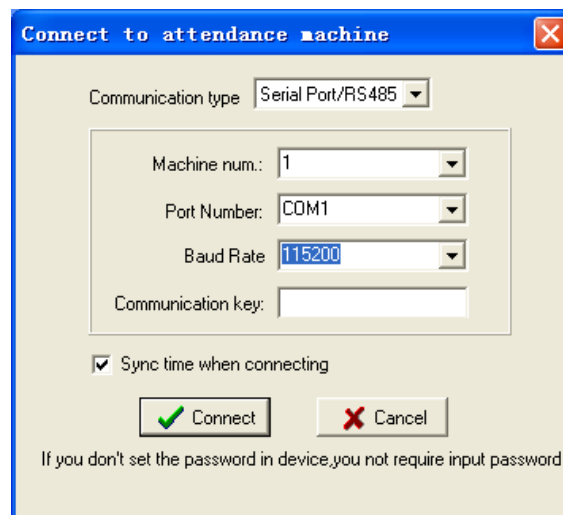 Connect to attendance machine
Communication type Serial Port/RS485
Machine num.: 1
Port Number: COM1
Baud Rate 115200
Communication key:
Sync time when connecting
Connect Cancel
If you don't set the password in device,you not require input password